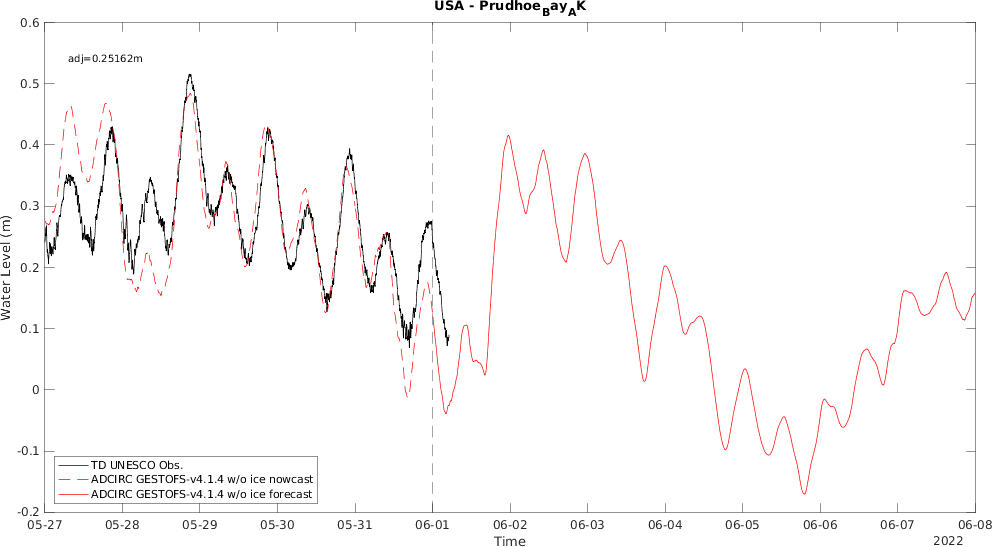 USA - PrudhoeBayAK
adj=0.25162m
0.6
0.5
0.4
0.3
0.2
0.1
0
-0.1
-0.2
Water Level (m)
TD UNESCO Obs.
ADCIRC GESTOFS-v4.1.4 w/o ice nowcast
ADCIRC GESTOFS-v4.1.4 w/o ice forecast
05-27 05-28 05-29 05-30 05-31 06-01 06-02 06-03 06-04 06-05 06-06 06-07 06-08
Time
2022